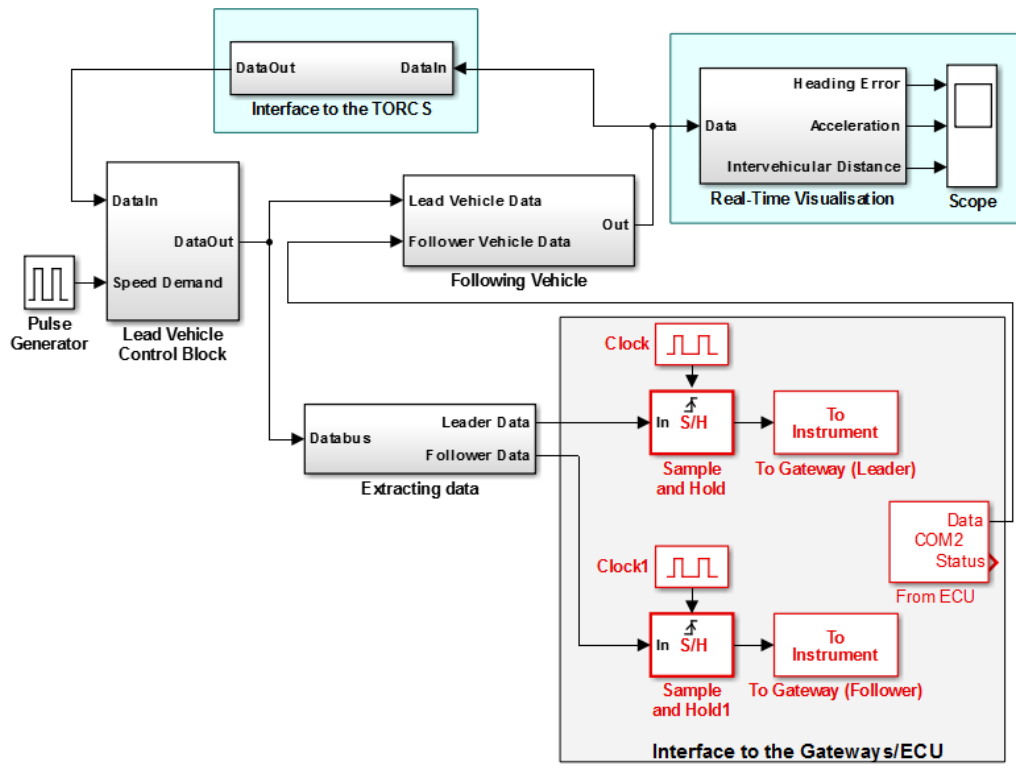 DataOut
DataIn
Interface to the TORCS
Heading Error
Data
Acceleration
Intervehicular Distance
Real-Time Visualisation
Scope
DataIn
DataOut
Speed Demand
Lead Vehicle
Control Block
Pulse
Generator
Lead Vehicle Data
Out
Follower Vehicle Data
Following Vehicle
Databus
Leader Data
Follower Data
Extracting data
Clock
In
S/H
Sample
and Hold
To
Instrument
To Gateway (Leader)
Data
COM2
Status
From ECU
Clock1
In
S/H
Sample
and Hold1
To
Instrument
To Gateway (Follower)
Interface to the Gateways/ECU